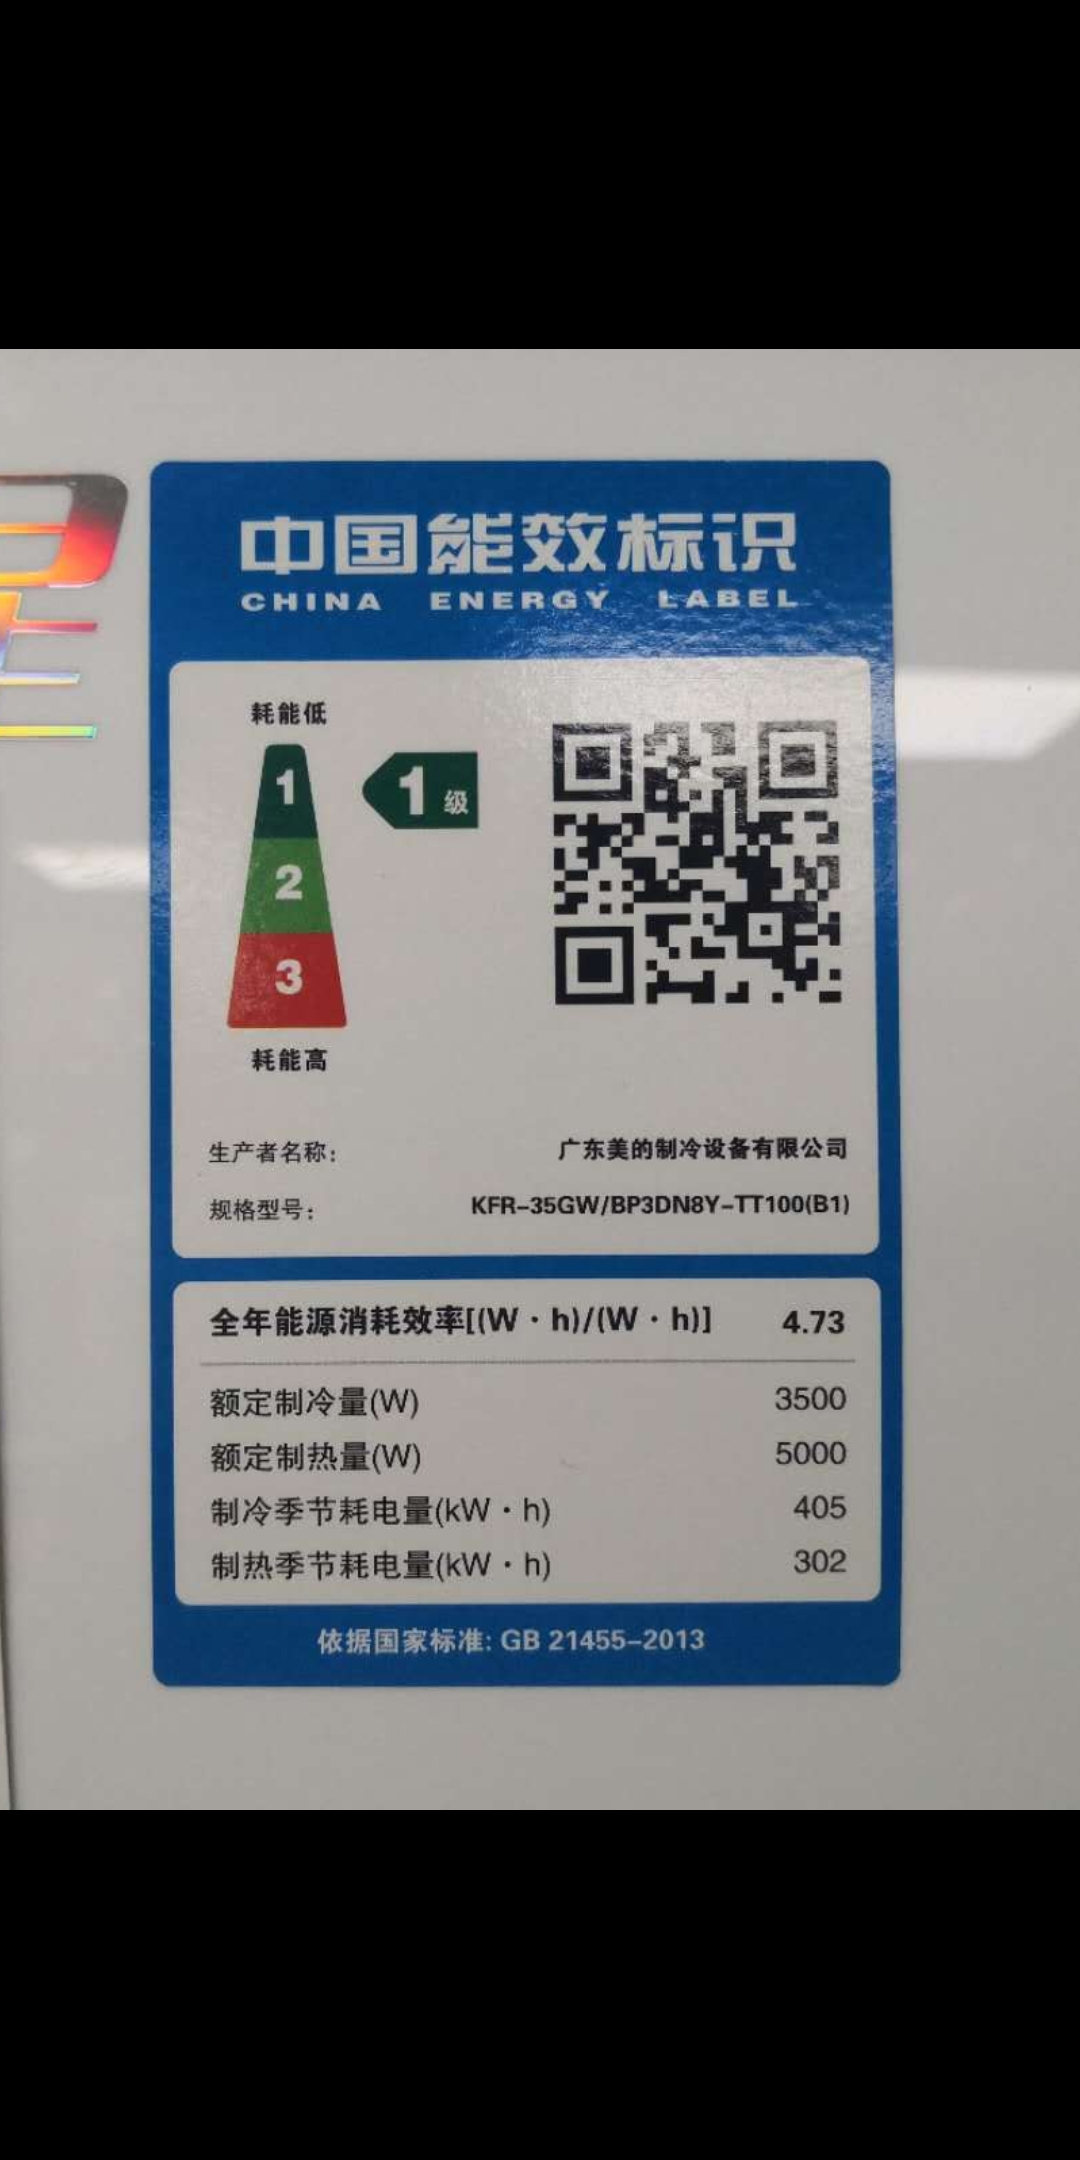 中国能效标识
CHINA ENERGY LABEL
耗能低
1
1级
2
3
耗能高
生产者名称: 广东美的制冷设备有限公司
规格型号: KFR-35GW/BP3DN8Y-TT100(B1)
全年能源消耗效率[(W·h)/(W·h)] 4.73
额定制冷量(W) 3500
额定制热量(W) 5000
制冷季节耗电量(kW·h) 405
制热季节耗电量(kW·h) 302
依据国家标准: GB 21455-2013